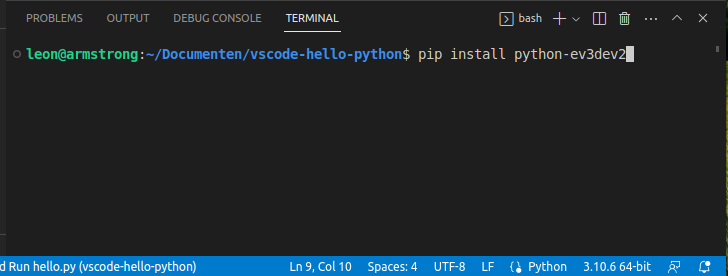 PROBLEMS OUTPUT DEBUG CONSOLE TERMINAL bash
leon@armstrong:~/Documenten/vscode-hello-python$ pip install python-ev3dev2
d Run hello.py (vscode-hello-python) Ln 9, Col 10 Spaces: 4 UTF-8 LF Python 3.10.6 64-bit